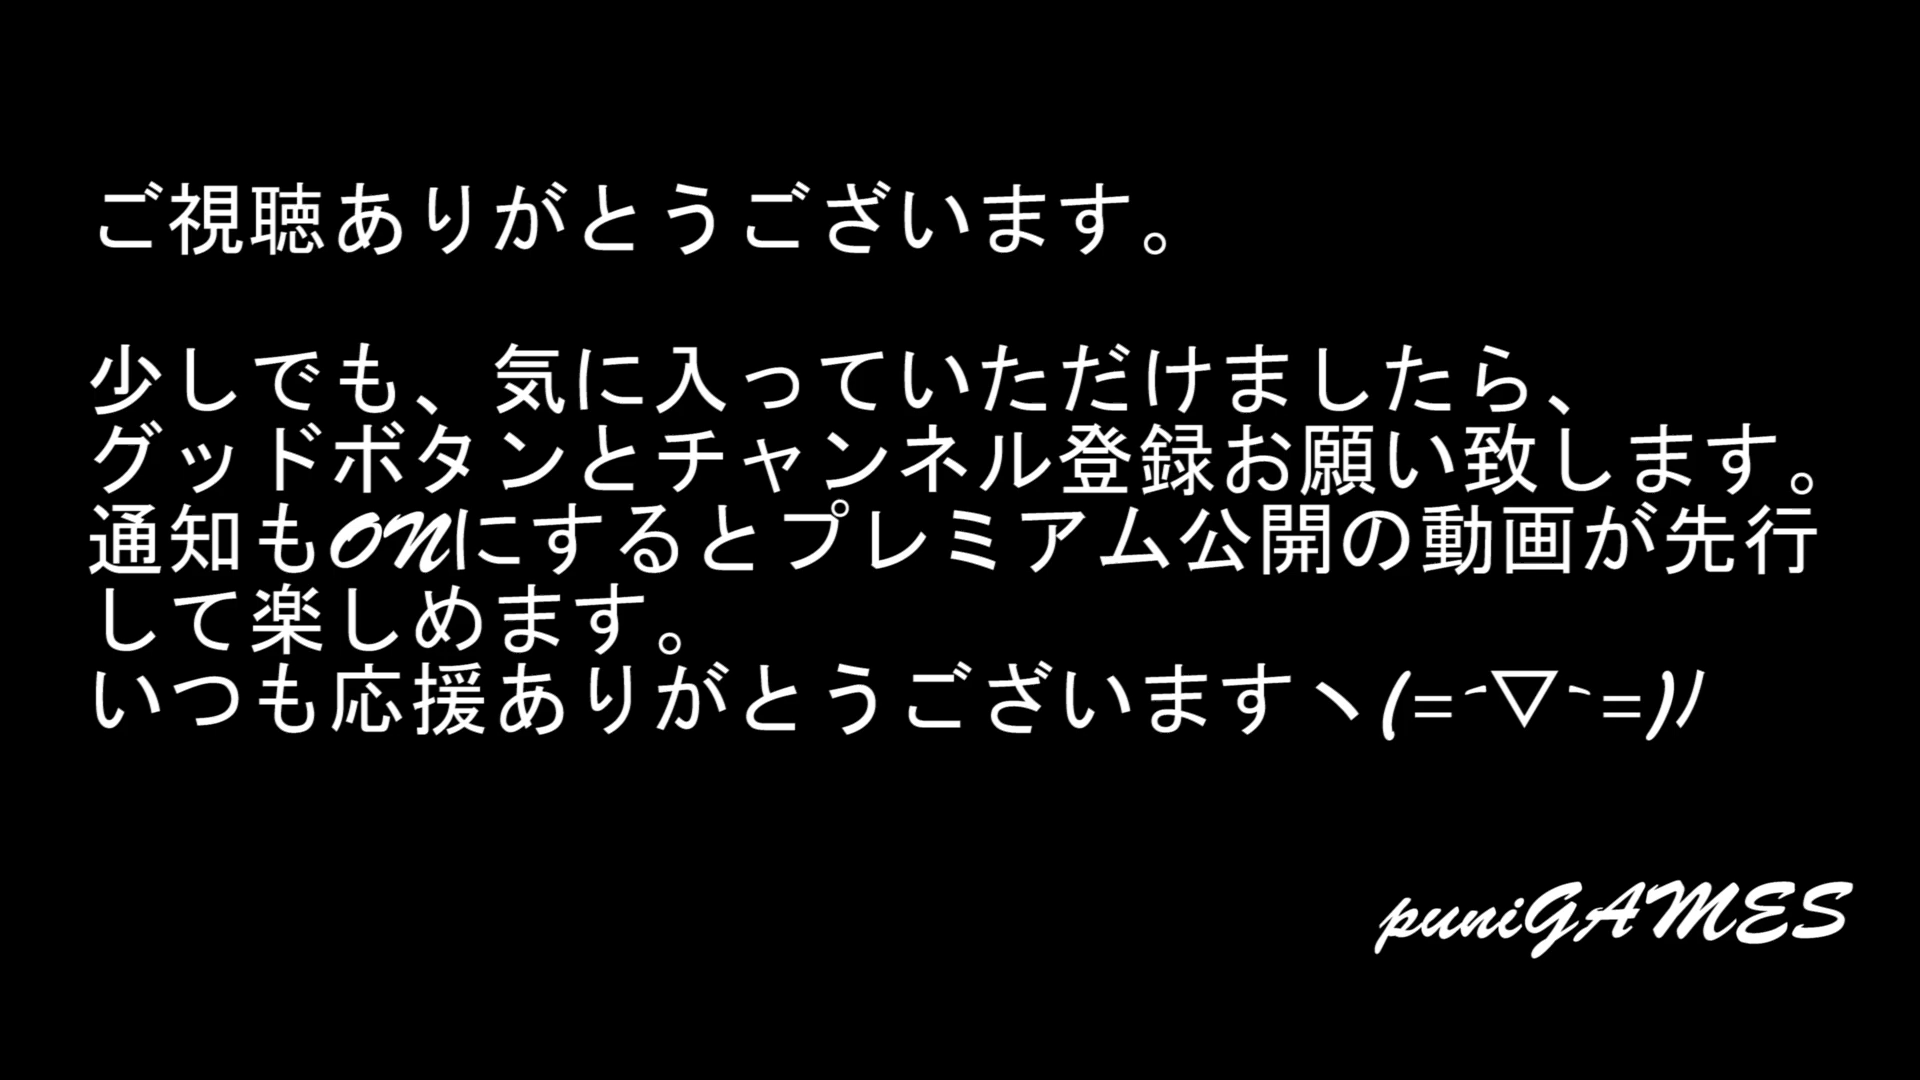 ご視聴ありがとうございます。
少しでも、気に入っていただけましたら、
グッドボタンとチャンネル登録お願い致します。
通知もONにするとプレミアム公開の動画が先行
して楽しめます。
いつも応援ありがとうございますヽ(=´▽`=)ﾉ
puniGAMES